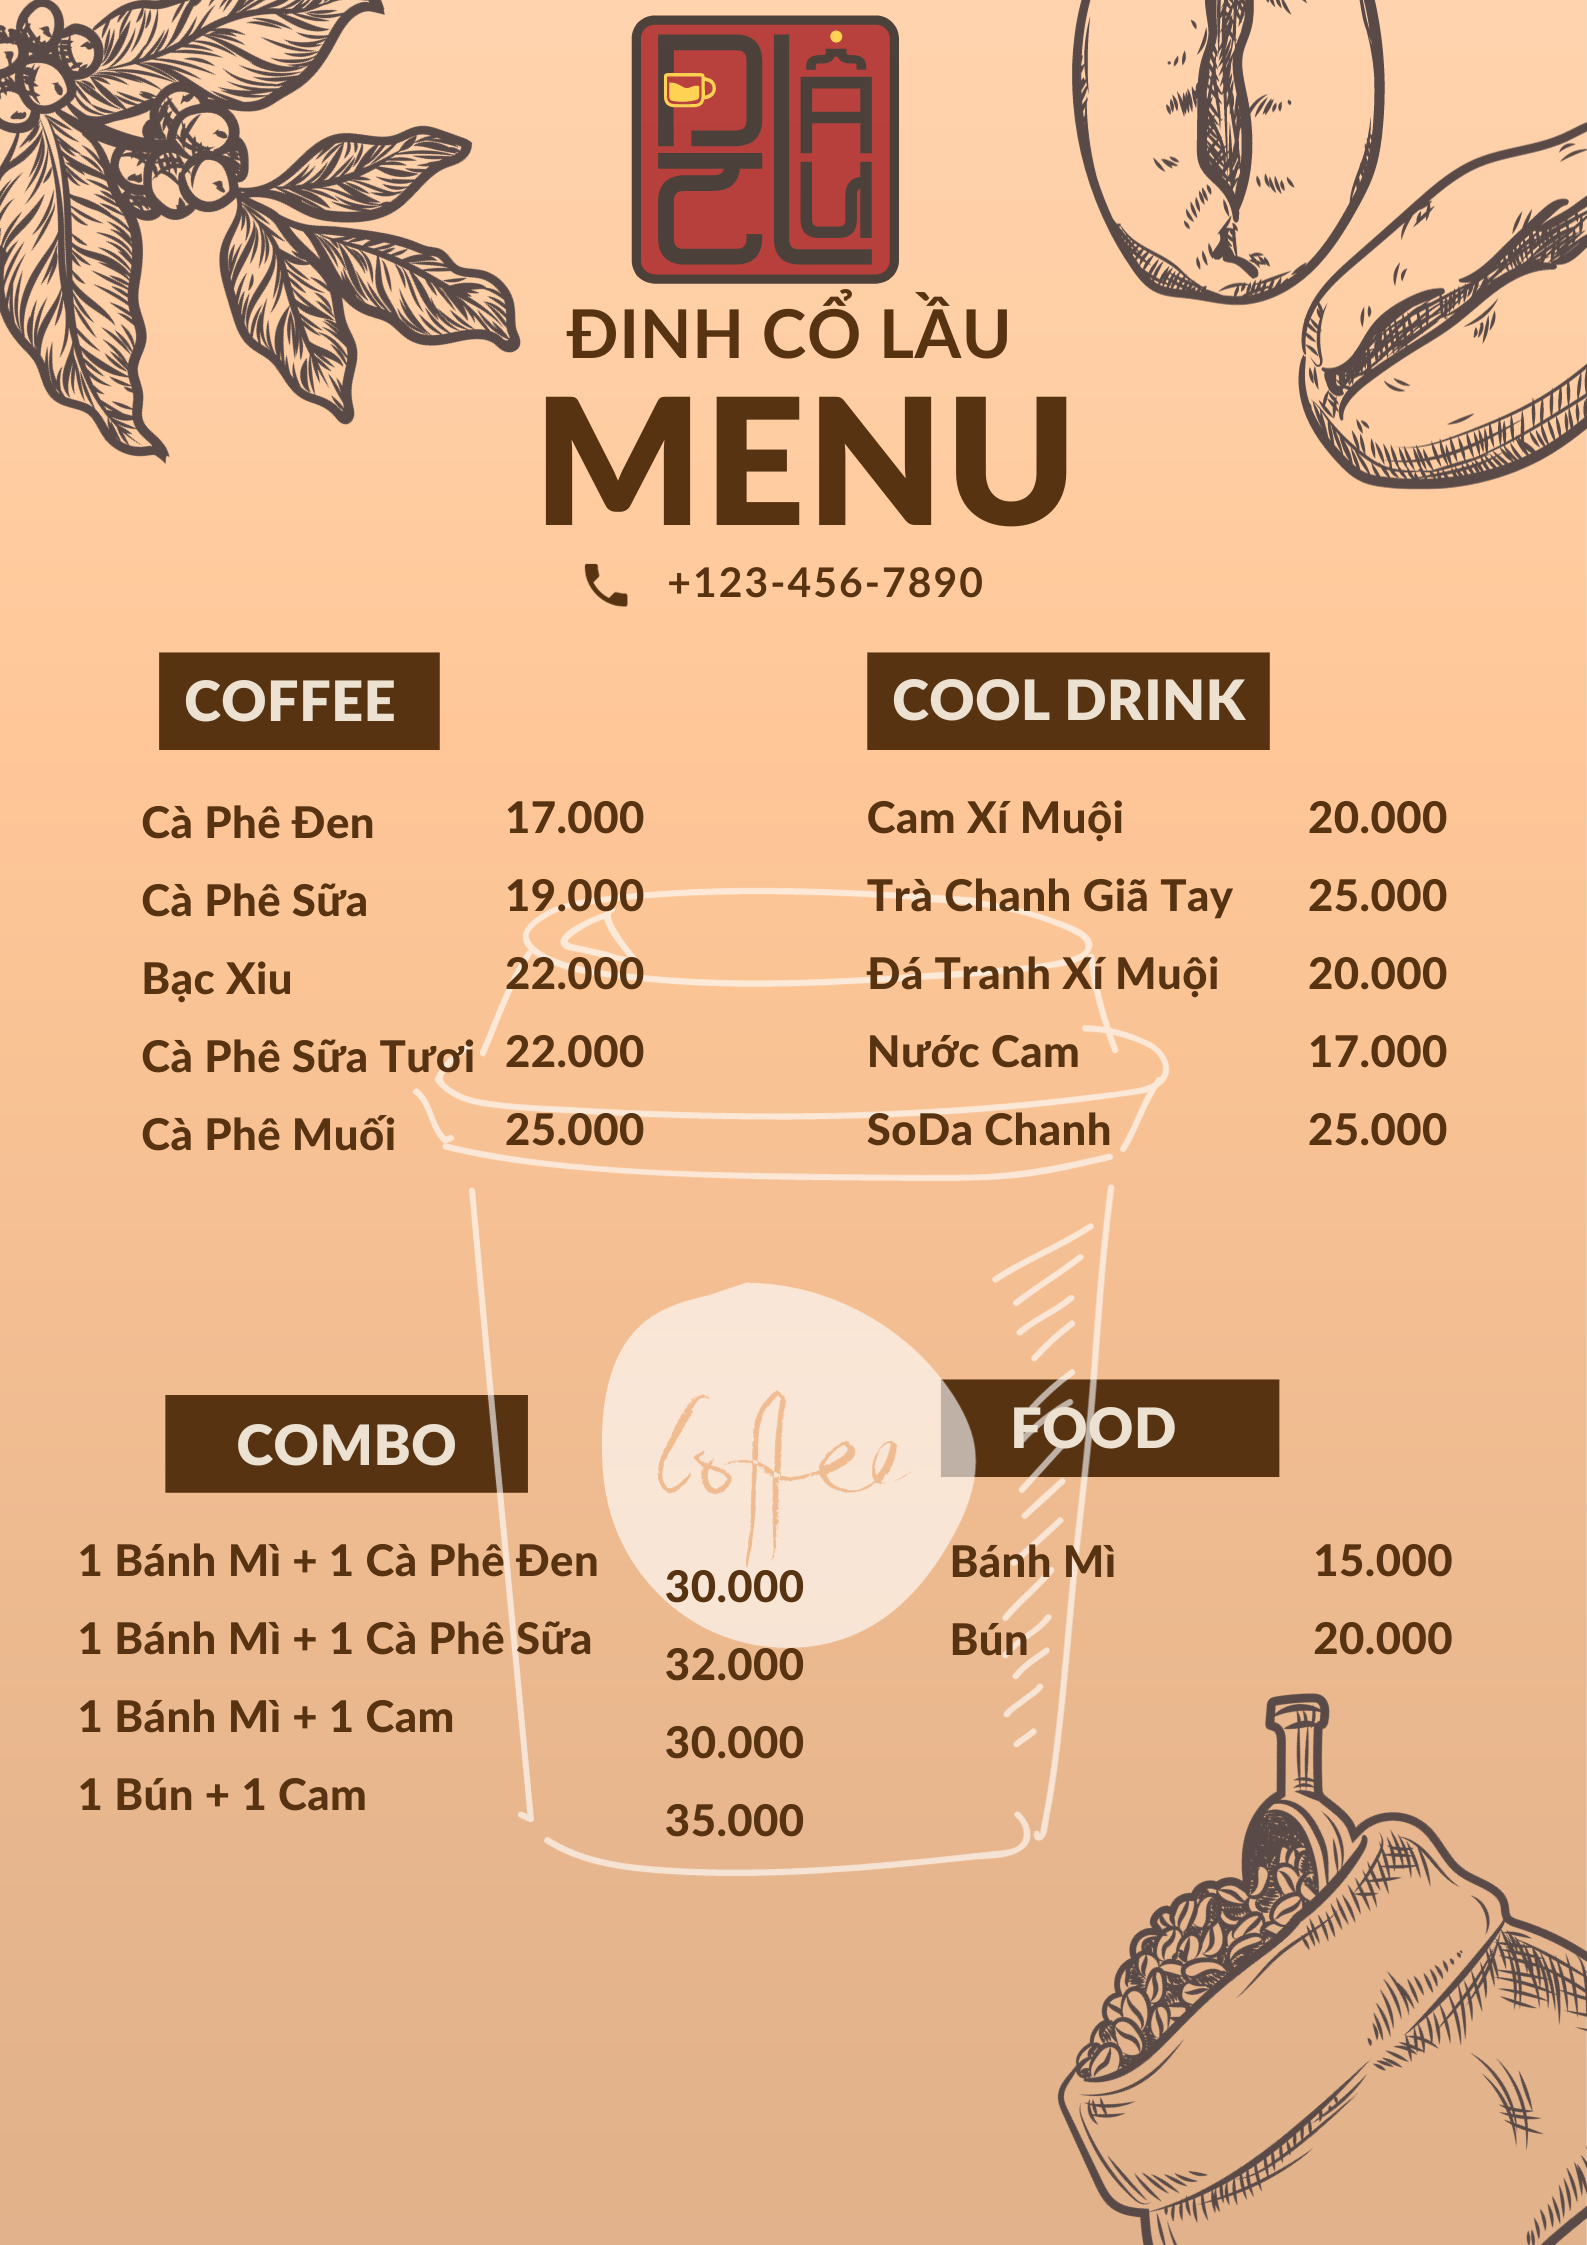 ĐINH CỔ LẦU
MENU
+123-456-7890
COFFEE
Cà Phê Đen 17.000
Cà Phê Sữa 19.000
Bạc Xiu 22.000
Cà Phê Sữa Tươi 22.000
Cà Phê Muối 25.000
COOL DRINK
Cam Xí Muội 20.000
Trà Chanh Giã Tay 25.000
Đá Tranh Xí Muội 20.000
Nước Cam 17.000
SoDa Chanh 25.000
Coffee
COMBO
1 Bánh Mì + 1 Cà Phê Đen 30.000
1 Bánh Mì + 1 Cà Phê Sữa 32.000
1 Bánh Mì + 1 Cam 30.000
1 Bún + 1 Cam 35.000
FOOD
Bánh Mì 15.000
Bún 20.000